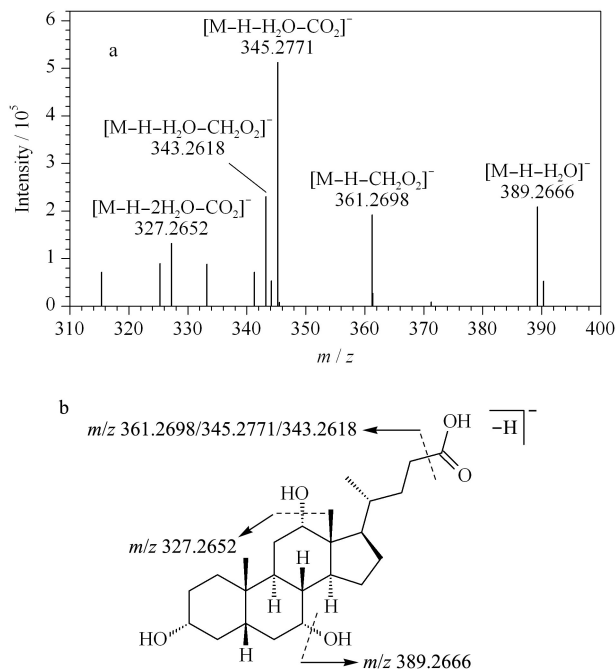 a
[M-H-H₂O-CO₂]⁻
345.2771
[M-H-H₂O-CH₂O₂]⁻
343.2618
[M-H-CH₂O₂]⁻
361.2698
[M-H-H₂O]⁻
389.2666
[M-H-2H₂O-CO₂]⁻
327.2652
Intensity / 10⁵
6
5
4
3
2
1
0
310 320 330 340 350 360 370 380 390 400
m / z
b
m/z 361.2698/345.2771/343.2618
OH
O
−H ⁻
HO
m/z 327.2652
H
H H
HO H OH
m/z 389.2666